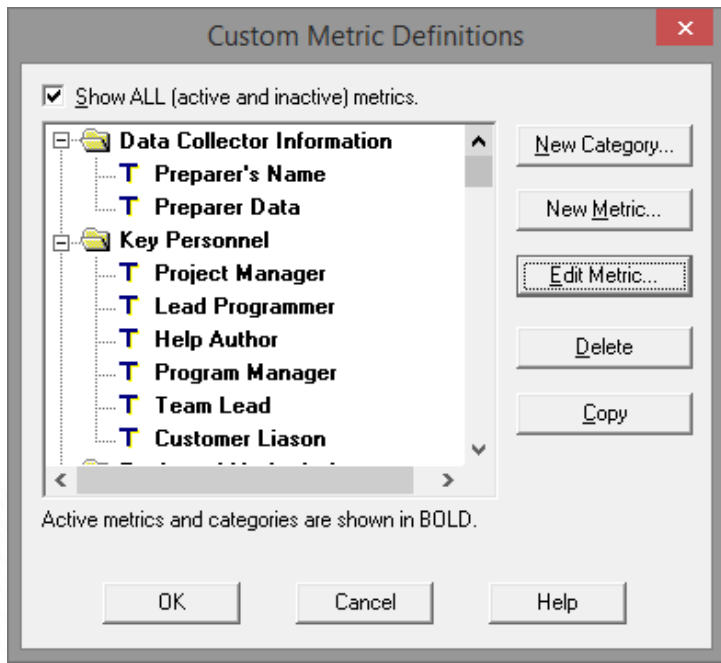 Custom Metric Definitions
Show ALL (active and inactive) metrics.
Data Collector Information
Preparer's Name
Preparer Data
Key Personnel
Project Manager
Lead Programmer
Help Author
Program Manager
Team Lead
Customer Liason
New Category...
New Metric...
Edit Metric...
Delete
Copy
Active metrics and categories are shown in BOLD.
OK Cancel Help